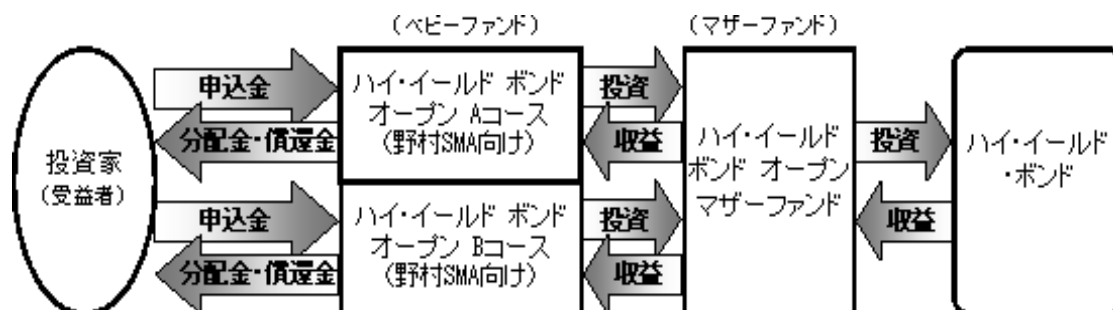 (ベビーファンド)
(マザーファンド)
申込金
分配金・償還金
投資家
(受益者)
申込金
分配金・償還金
ハイ・イールド ボンド
オープン Aコース
(野村SMA向け)
ハイ・イールド ボンド
オープン Bコース
(野村SMA向け)
投資
収益
投資
収益
ハイ・イールド
ボンド オープン
マザーファンド
投資
収益
ハイ・イールド
・ボンド